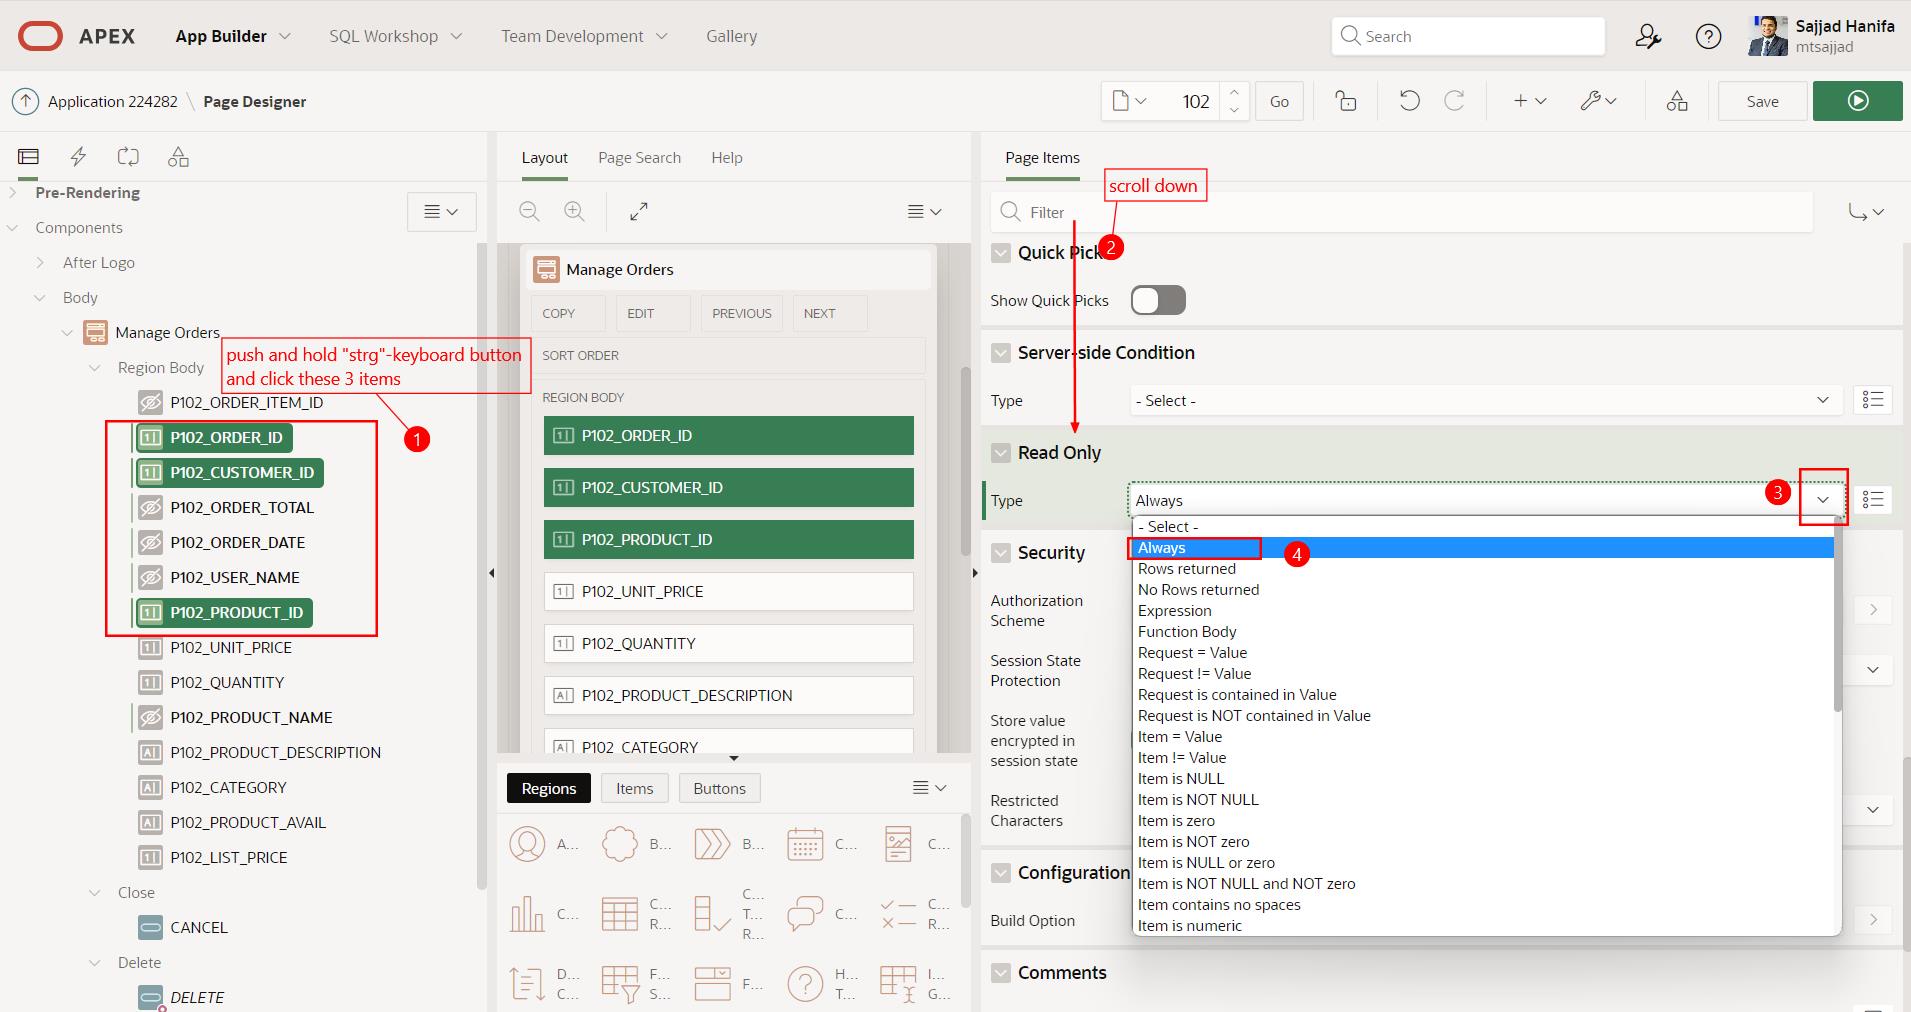 APEX
App Builder
SQL Workshop
Team Development
Gallery
Search
Sajjad Hanifa
mtsajjad
Application 224282 \ Page Designer
102
Go
Save
Pre-Rendering
Components
After Logo
Body
Manage Orders
Region Body
push and hold "strg"-keyboard button
and click these 3 items
1
P102_ORDER_ITEM_ID
P102_ORDER_ID
P102_CUSTOMER_ID
P102_ORDER_TOTAL
P102_ORDER_DATE
P102_USER_NAME
P102_PRODUCT_ID
P102_UNIT_PRICE
P102_QUANTITY
P102_PRODUCT_NAME
P102_PRODUCT_DESCRIPTION
P102_CATEGORY
P102_PRODUCT_AVAIL
P102_LIST_PRICE
Close
CANCEL
Delete
DELETE
Layout
Page Search
Help
Manage Orders
COPY
EDIT
PREVIOUS
NEXT
SORT ORDER
REGION BODY
P102_ORDER_ID
P102_CUSTOMER_ID
P102_PRODUCT_ID
P102_UNIT_PRICE
P102_QUANTITY
P102_PRODUCT_DESCRIPTION
P102_CATEGORY
Regions
Items
Buttons
A...
B...
B...
C...
C...
C...
C...
R...
C...
T...
R...
C...
C...
R...
D...
C...
F...
S...
F...
H...
T...
I...
G...
Page Items
scroll down
Filter
2
Quick Pick
Show Quick Picks
Server-side Condition
Type
- Select -
Read Only
Type
Always
3
- Select -
Always
4
Rows returned
No Rows returned
Expression
Function Body
Request = Value
Request != Value
Request is contained in Value
Request is NOT contained in Value
Item = Value
Item != Value
Item is NULL
Item is NOT NULL
Item is zero
Item is NOT zero
Item is NULL or zero
Item is NOT NULL and NOT zero
Item contains no spaces
Item is numeric
Security
Authorization
Scheme
Session State
Protection
Store value
encrypted in
session state
Restricted
Characters
Configuration
Build Option
Comments